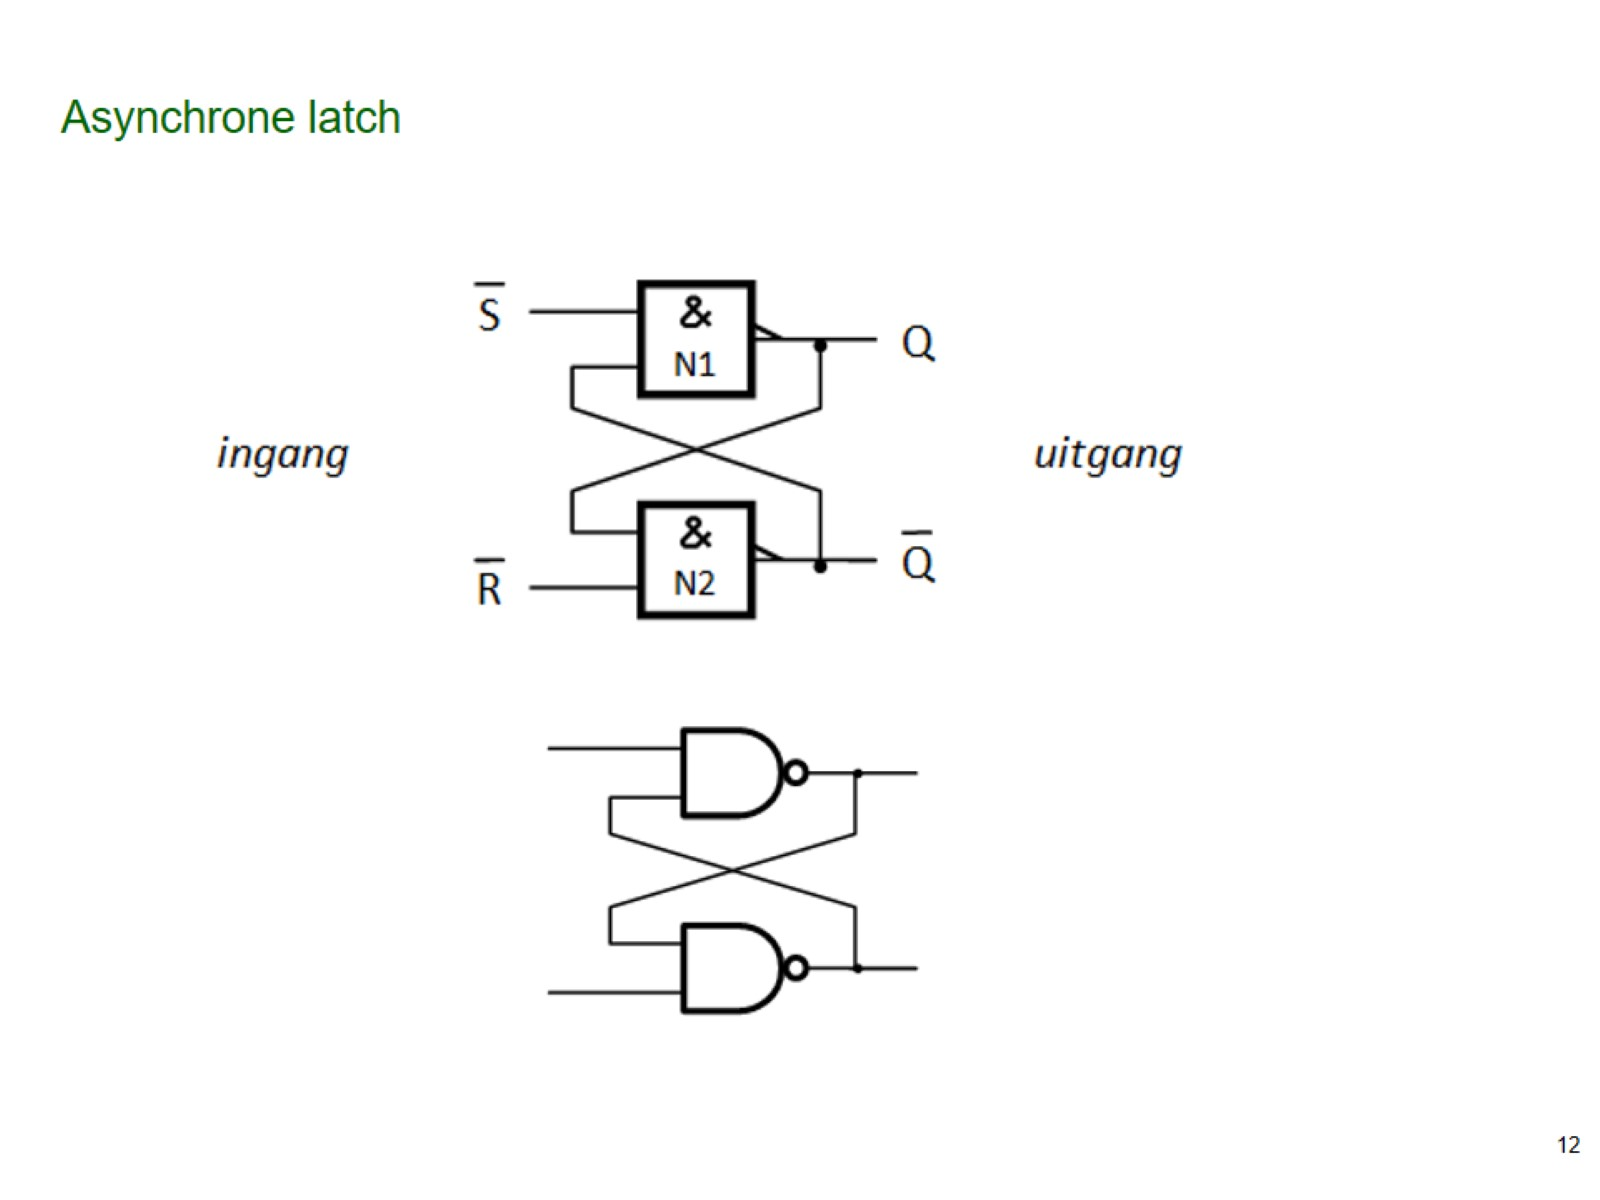 Asynchrone latch
S̅
&
N1
Q
ingang
uitgang
&
N2
Q̅
R̅
12